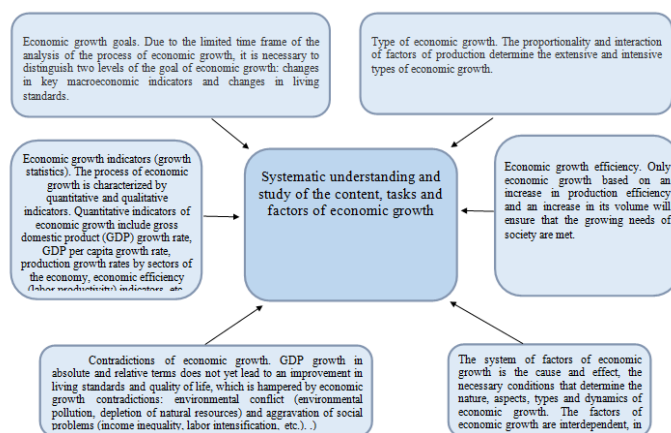 Economic growth goals. Due to the limited time frame of the
analysis of the process of economic growth, it is necessary to
distinguish two levels of the goal of economic growth: changes
in key macroeconomic indicators and changes in living
standards.
Type of economic growth. The proportionality and interaction
of factors of production determine the extensive and intensive
types of economic growth.
Economic growth indicators (growth
statistics). The process of economic
growth is characterized by
quantitative and qualitative
indicators. Quantitative indicators of
economic growth include gross
domestic product (GDP) growth rate,
GDP per capita growth rate,
production growth rates by sectors of
the economy, economic efficiency
(labor productivity) indicators, etc.
Systematic understanding and
study of the content, tasks and
factors of economic growth
Economic growth efficiency. Only
economic growth based on an
increase in production efficiency
and an increase in its volume will
ensure that the growing needs of
society are met.
Contradictions of economic growth. GDP growth in
absolute and relative terms does not yet lead to an improvement in
living standards and quality of life, which is hampered by economic
growth contradictions: environmental conflict (environmental
pollution, depletion of natural resources) and aggravation of social
problems (income inequality, labor intensification, etc.). .)
The system of factors of economic
growth is the cause and effect, the
necessary conditions that determine the
nature, aspects, types and dynamics of
economic growth. The factors of
economic growth are interdependent, in